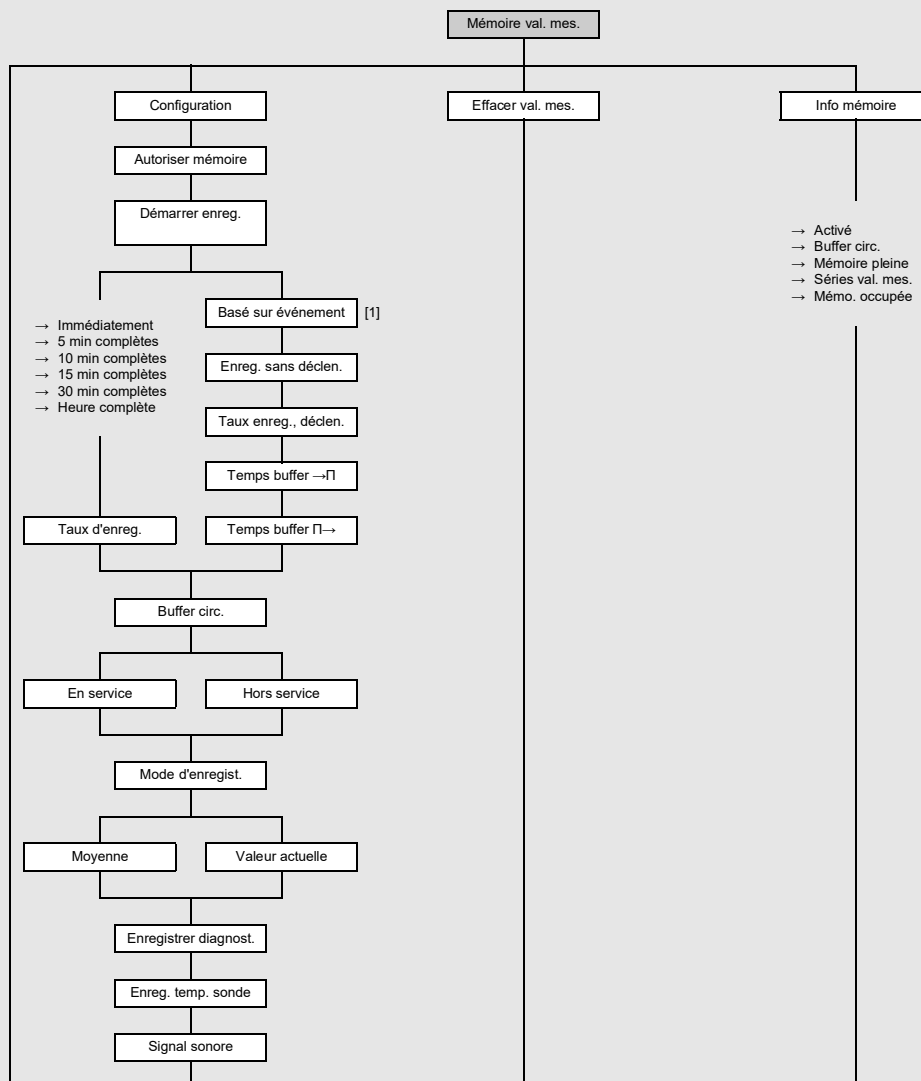 Mémoire val. mes.
Configuration
Effacer val. mes.
Info mémoire
Autoriser mémoire
Démarrer enreg.
→ Activé
→ Buffer circ.
→ Mémoire pleine
→ Séries val. mes.
→ Mémo. occupée
→ Immédiatement
→ 5 min complètes
→ 10 min complètes
→ 15 min complètes
→ 30 min complètes
→ Heure complète
Basé sur événement [1]
Enreg. sans déclen.
Taux enreg., déclen.
Temps buffer →Π
Taux d'enreg.
Temps buffer Π→
Buffer circ.
En service
Hors service
Mode d'enregist.
Moyenne
Valeur actuelle
Enregistrer diagnost.
Enreg. temp. sonde
Signal sonore